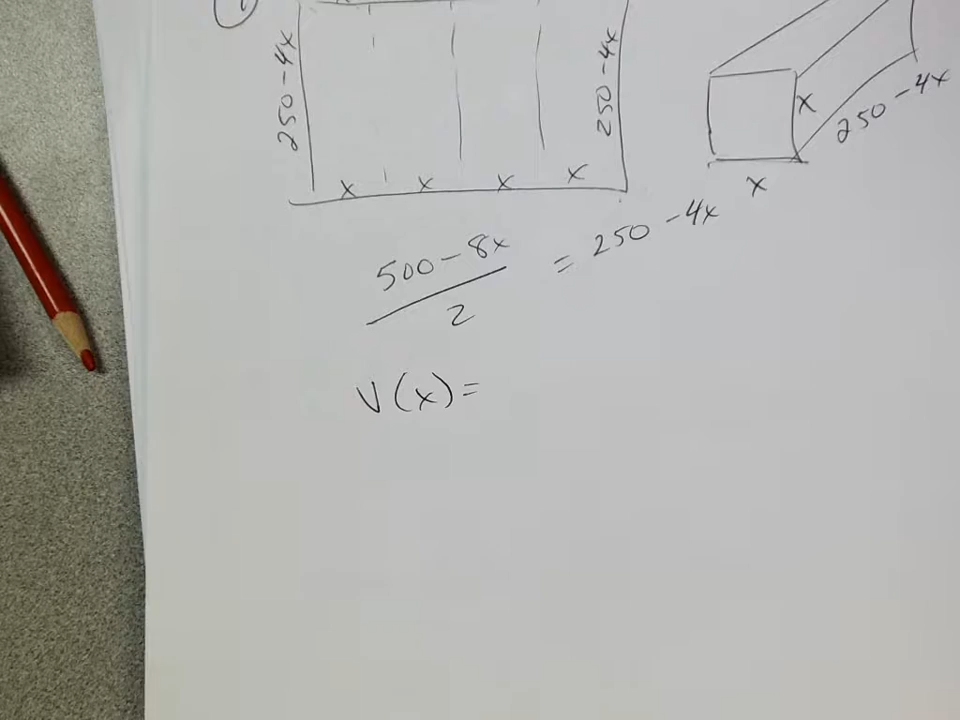 250-4x
250-4x
x
250-4x
x x x x
x
500-8x / 2 = 250-4x
V(x)=